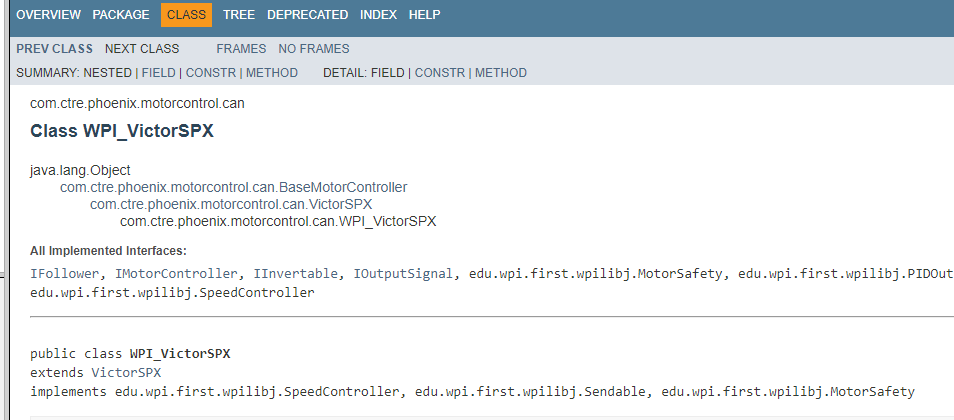 OVERVIEW PACKAGE CLASS TREE DEPRECATED INDEX HELP
PREV CLASS NEXT CLASS FRAMES NO FRAMES
SUMMARY: NESTED | FIELD | CONSTR | METHOD DETAIL: FIELD | CONSTR | METHOD
com.ctre.phoenix.motorcontrol.can
Class WPI_VictorSPX
java.lang.Object
com.ctre.phoenix.motorcontrol.can.BaseMotorController
com.ctre.phoenix.motorcontrol.can.VictorSPX
com.ctre.phoenix.motorcontrol.can.WPI_VictorSPX
All Implemented Interfaces:
IFollower, IMotorController, IInvertable, IOutputSignal, edu.wpi.first.wpilibj.MotorSafety, edu.wpi.first.wpilibj.PIDOut
edu.wpi.first.wpilibj.SpeedController
public class WPI_VictorSPX
extends VictorSPX
implements edu.wpi.first.wpilibj.SpeedController, edu.wpi.first.wpilibj.Sendable, edu.wpi.first.wpilibj.MotorSafety